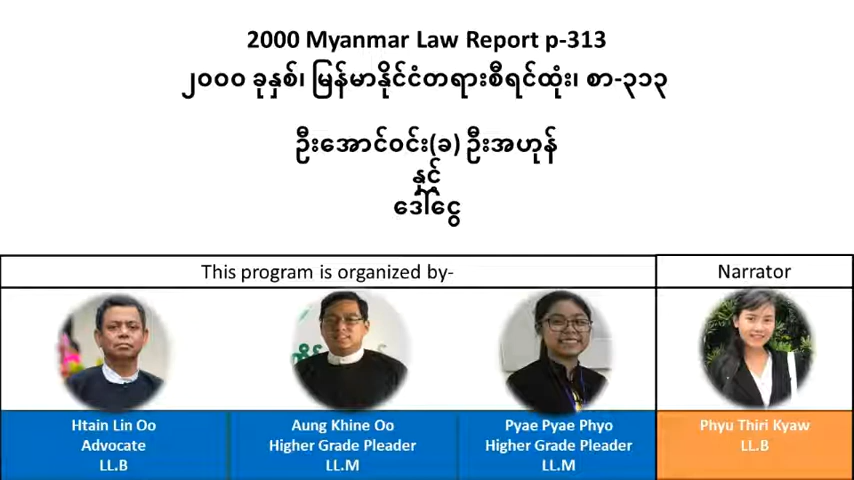 2000 Myanmar Law Report p-313
၂၀၀၀ ခုနှစ်၊ မြန်မာနိုင်ငံတရားစီရင်ထုံး၊ စာ-၃၁၃
ဦးအောင်ဝင်း(ခ) ဦးအဟုန်
နှင့်
ဒေါ်ငွေ
This program is organized by-
Narrator
Htain Lin Oo
Advocate
LL.B
Aung Khine Oo
Higher Grade Pleader
LL.M
Pyae Pyae Phyo
Higher Grade Pleader
LL.M
Phyu Thiri Kyaw
LL.B